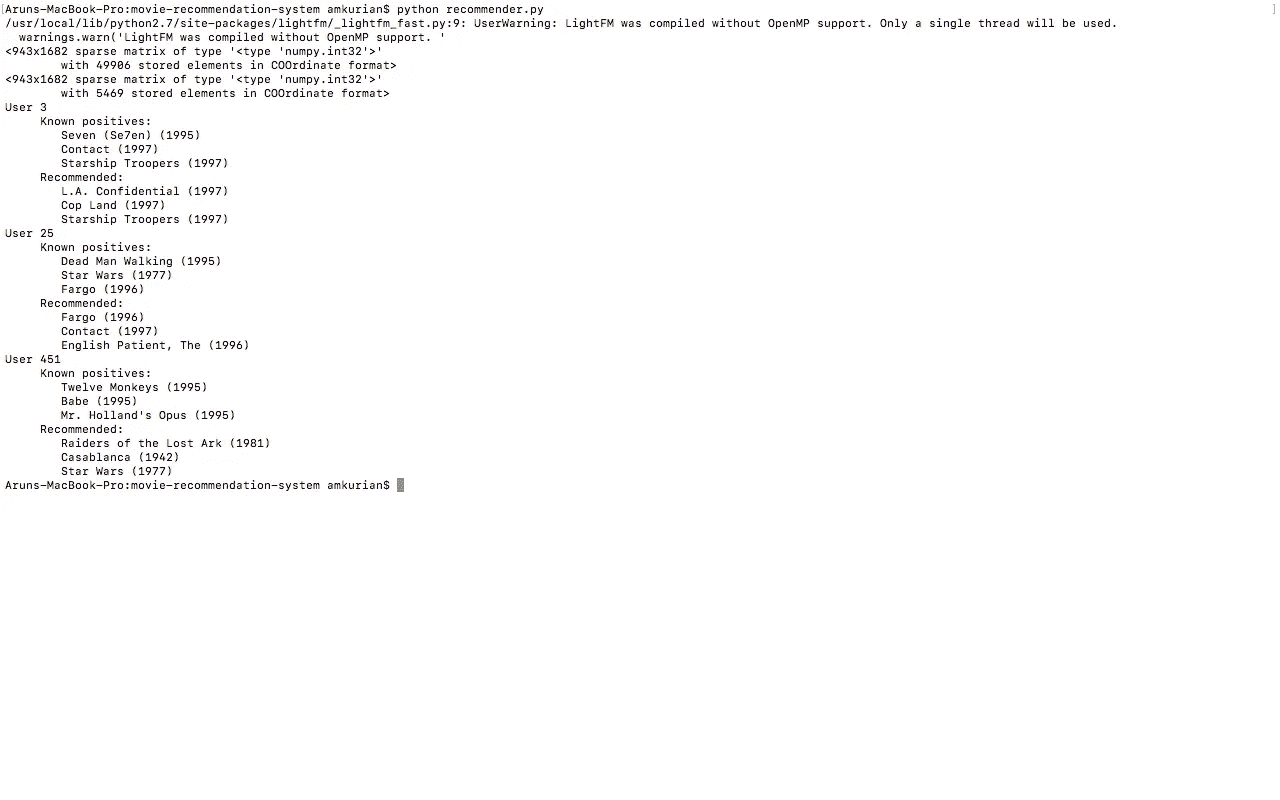 [Aruns-MacBook-Pro:movie-recommendation-system amkurian$ python recommender.py ]
/usr/local/lib/python2.7/site-packages/lightfm/_lightfm_fast.py:9: UserWarning: LightFM was compiled without OpenMP support. Only a single thread will be used.
  warnings.warn('LightFM was compiled without OpenMP support. '
<943x1682 sparse matrix of type '<type 'numpy.int32'>'
        with 49906 stored elements in COOrdinate format>
<943x1682 sparse matrix of type '<type 'numpy.int32'>'
        with 5469 stored elements in COOrdinate format>
User 3
     Known positives:
        Seven (Se7en) (1995)
        Contact (1997)
        Starship Troopers (1997)
     Recommended:
        L.A. Confidential (1997)
        Cop Land (1997)
        Starship Troopers (1997)
User 25
     Known positives:
        Dead Man Walking (1995)
        Star Wars (1977)
        Fargo (1996)
     Recommended:
        Fargo (1996)
        Contact (1997)
        English Patient, The (1996)
User 451
     Known positives:
        Twelve Monkeys (1995)
        Babe (1995)
        Mr. Holland's Opus (1995)
     Recommended:
        Raiders of the Lost Ark (1981)
        Casablanca (1942)
        Star Wars (1977)
Aruns-MacBook-Pro:movie-recommendation-system amkurian$